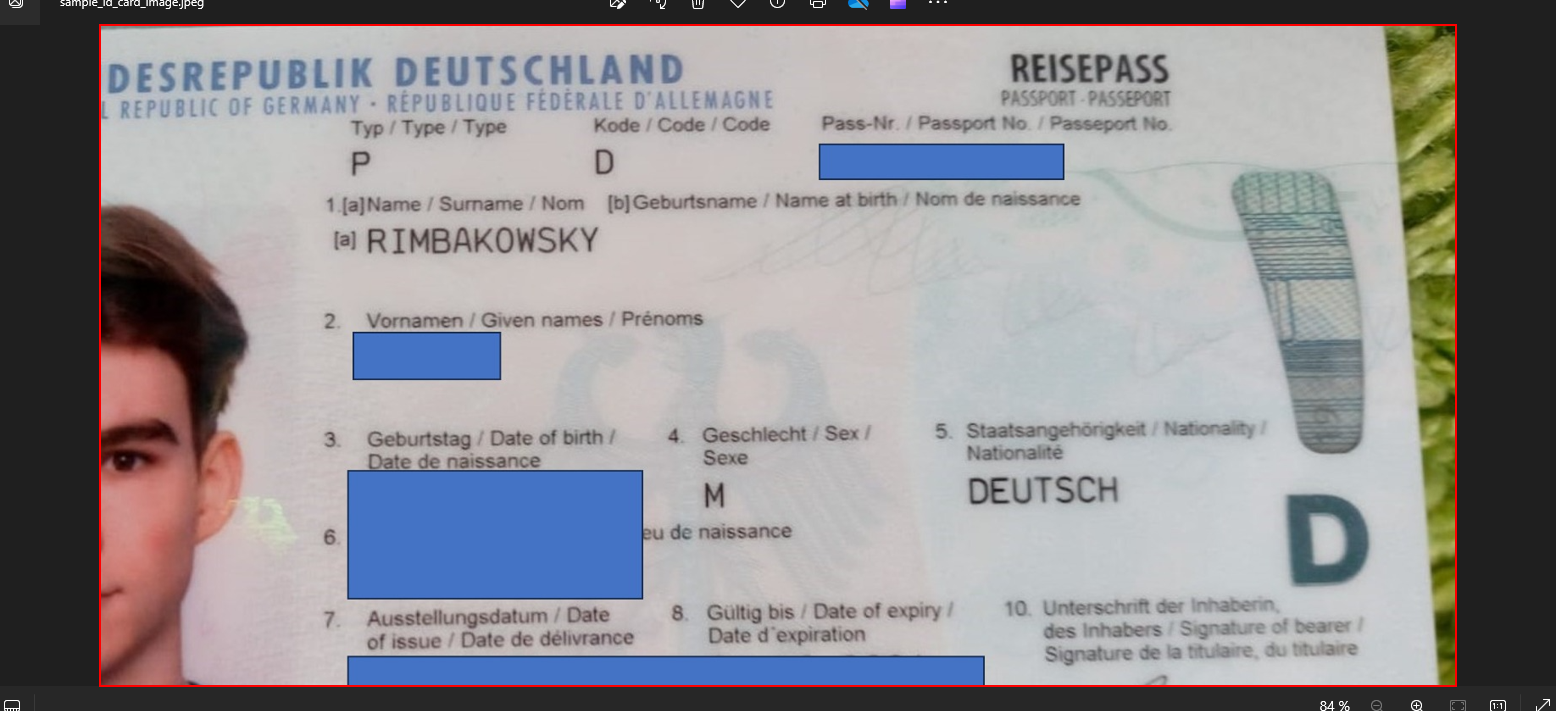 sample_id_card_image.jpeg
DESREPUBLIK DEUTSCHLAND
REISEPASS
L REPUBLIC OF GERMANY · RÉPUBLIQUE FÉDÉRALE D'ALLEMAGNE
PASSPORT · PASSEPORT
Typ / Type / Type
Kode / Code / Code
Pass-Nr. / Passport No. / Passeport No.
P
D
1.[a]Name / Surname / Nom
[b]Geburtsname / Name at birth / Nom de naissance
[a] RIMBAKOWSKY
2. Vornamen / Given names / Prénoms
3. Geburtstag / Date of birth /
Date de naissance
4. Geschlecht / Sex /
Sexe
5. Staatsangehörigkeit / Nationality /
Nationalité
M
DEUTSCH
D
6.
eu de naissance
7. Ausstellungsdatum / Date
of issue / Date de délivrance
8. Gültig bis / Date of expiry /
Date d'expiration
10. Unterschrift der Inhaberin,
des Inhabers / Signature of bearer /
Signature de la titulaire, du titulaire
84 %
1:1